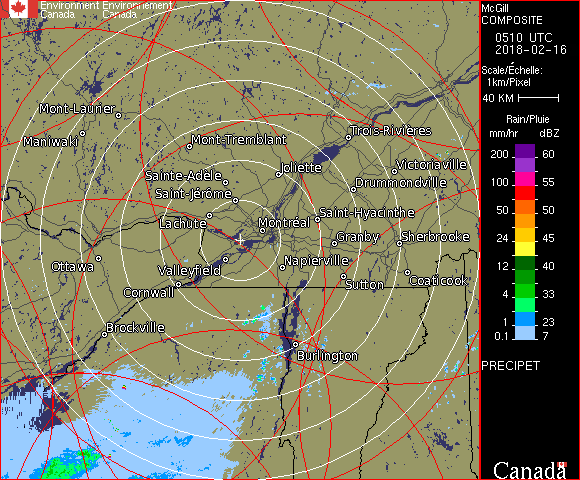 Environment Environnement
Canada Canada
McGill
COMPOSITE
0510 UTC
2018-02-16
Scale/Échelle:
1km/Pixel
40 KM
Rain/Pluie
mm/hr dBZ
200 60
100 55
50 50
24 45
12 40
4 33
1 23
0.1 7
PRECIPET
Canada
Mont-Laurier
Maniwaki
Mont-Tremblant
Trois-Rivières
Sainte-Adèle
Joliette
Victoriaville
Saint-Jérôme
Drummondville
Lachute
Montréal
Saint-Hyacinthe
Granby
Sherbrooke
Ottawa
Valleyfield
Napierville
Cornwall
Sutton
Coaticook
Brockville
Burlington